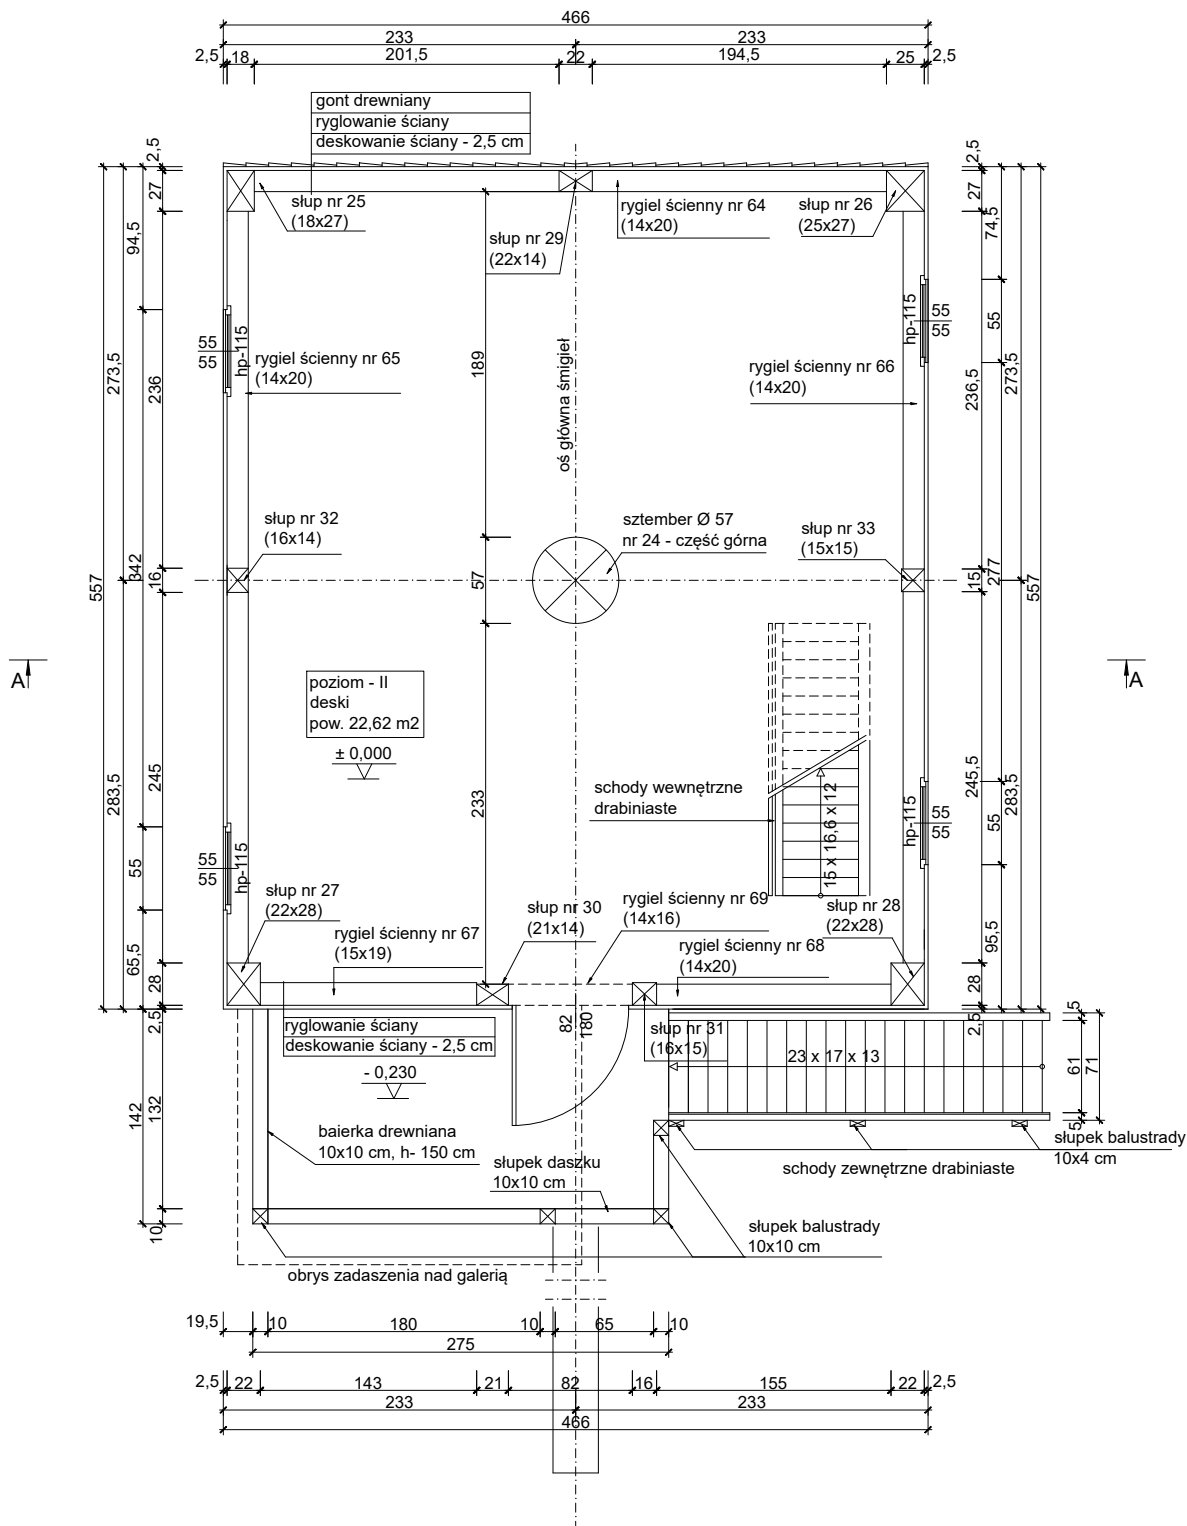 466
233
233
2,5
18
201,5
22
194,5
25
2,5
gont drewniany
ryglowanie ściany
deskowanie ściany - 2,5 cm
2,5
27
94,5
273,5
236
342
16
557
283,5
245
55
65,5
28
2,5
142
132
10
2,5
27
74,5
55
273,5
236,5
15
277
557
245,5
55
283,5
95,5
28
2,5
słup nr 25
(18x27)
słup nr 29
(22x14)
rygiel ścienny nr 64
(14x20)
słup nr 26
(25x27)
55
55
hp-115
rygiel ścienny nr 65
(14x20)
189
oś główna śmigieł
rygiel ścienny nr 66
(14x20)
hp-115
55
55
słup nr 32
(16x14)
57
sztember Ø 57
nr 24 - część górna
słup nr 33
(15x15)
A
A
poziom - II
deski
pow. 22,62 m2
± 0,000
233
schody wewnętrzne
drabiniaste
15 x 16,6 x 12
hp-115
55
55
55
55
hp-115
słup nr 27
(22x28)
rygiel ścienny nr 67
(15x19)
słup nr 30
(21x14)
rygiel ścienny nr 69
(14x16)
rygiel ścienny nr 68
(14x20)
słup nr 28
(22x28)
ryglowanie ściany
deskowanie ściany - 2,5 cm
82
180
słup nr 31
(16x15)
23 x 17 x 13
5
61
71
5
- 0,230
baierka drewniana
10x10 cm, h- 150 cm
słupek daszku
10x10 cm
słupek balustrady
10x4 cm
schody zewnętrzne drabiniaste
słupek balustrady
10x10 cm
obrys zadaszenia nad galerią
19,5
10
180
10
65
10
275
2,5
22
143
21
82
16
155
22
2,5
233
233
466